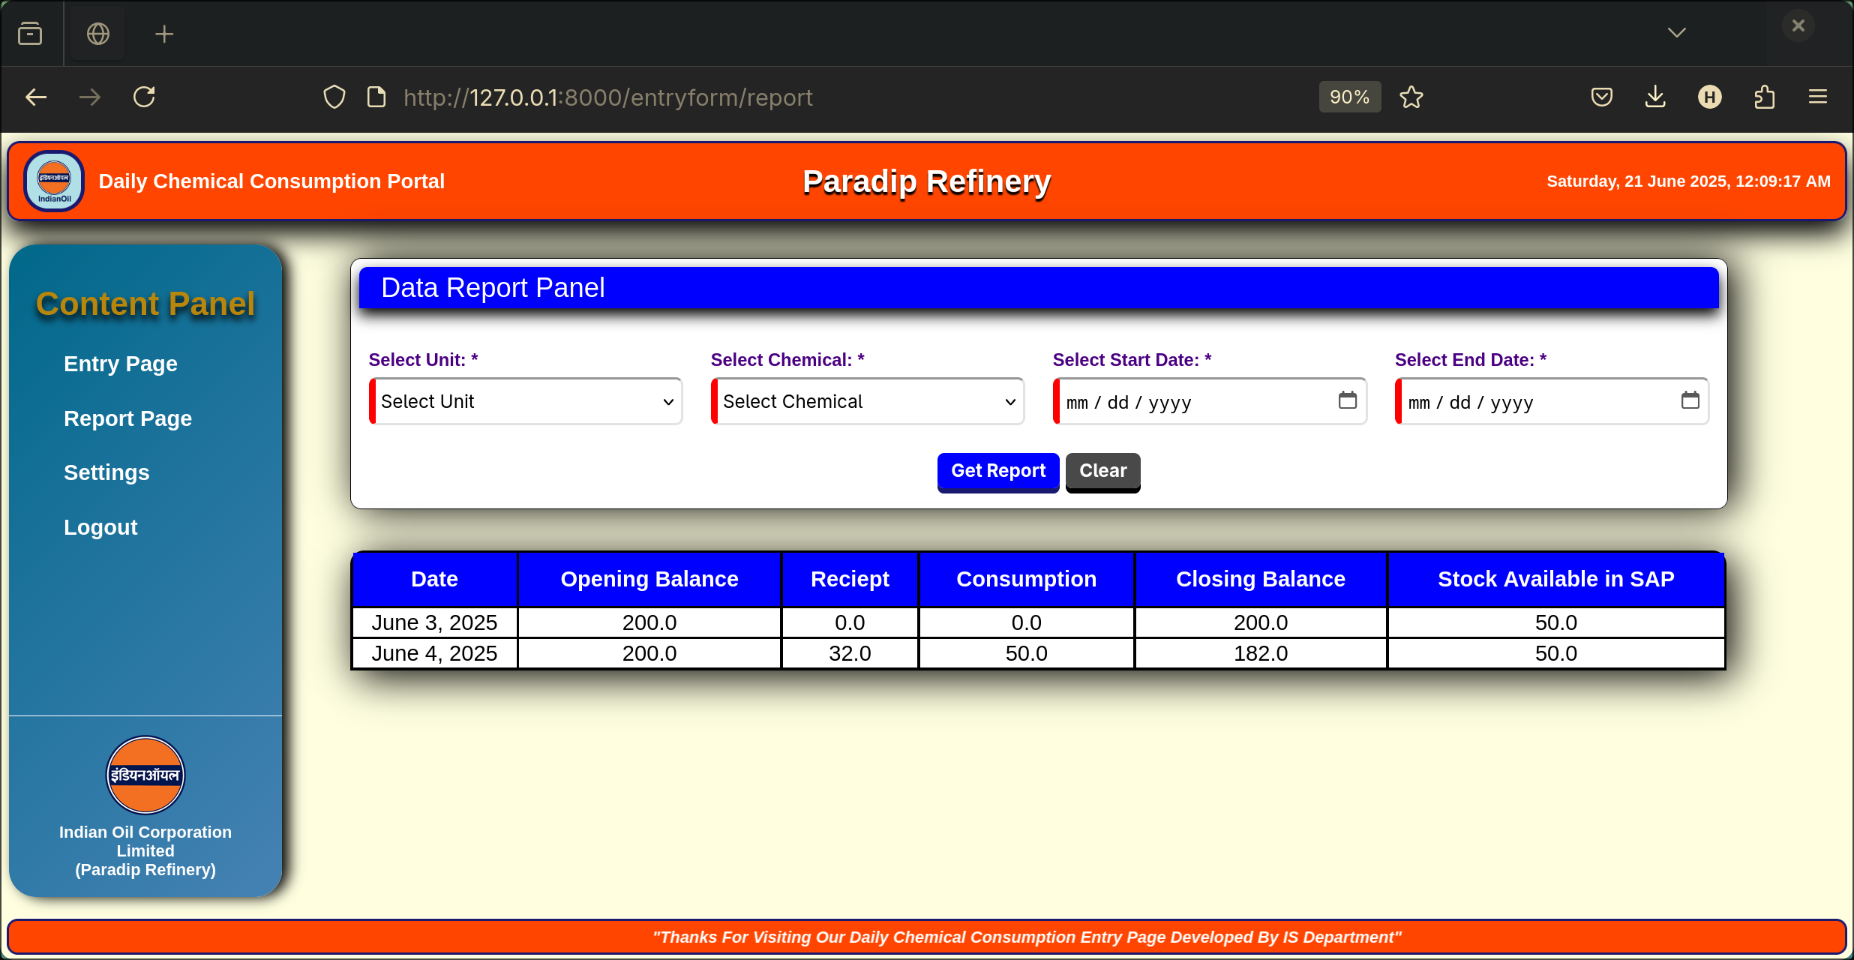 http://127.0.0.1:8000/entryform/report
90%
H
इंडियनऑयल
IndianOil
Daily Chemical Consumption Portal
Paradip Refinery
Saturday, 21 June 2025, 12:09:17 AM
Content Panel
Entry Page
Report Page
Settings
Logout
इंडियनऑयल
Indian Oil Corporation
Limited
(Paradip Refinery)
Data Report Panel
Select Unit: * Select Chemical: * Select Start Date: * Select End Date: *
Select Unit Select Chemical mm / dd / yyyy mm / dd / yyyy
Get Report Clear
Date Opening Balance Reciept Consumption Closing Balance Stock Available in SAP
June 3, 2025 200.0 0.0 0.0 200.0 50.0
June 4, 2025 200.0 32.0 50.0 182.0 50.0
"Thanks For Visiting Our Daily Chemical Consumption Entry Page Developed By IS Department"